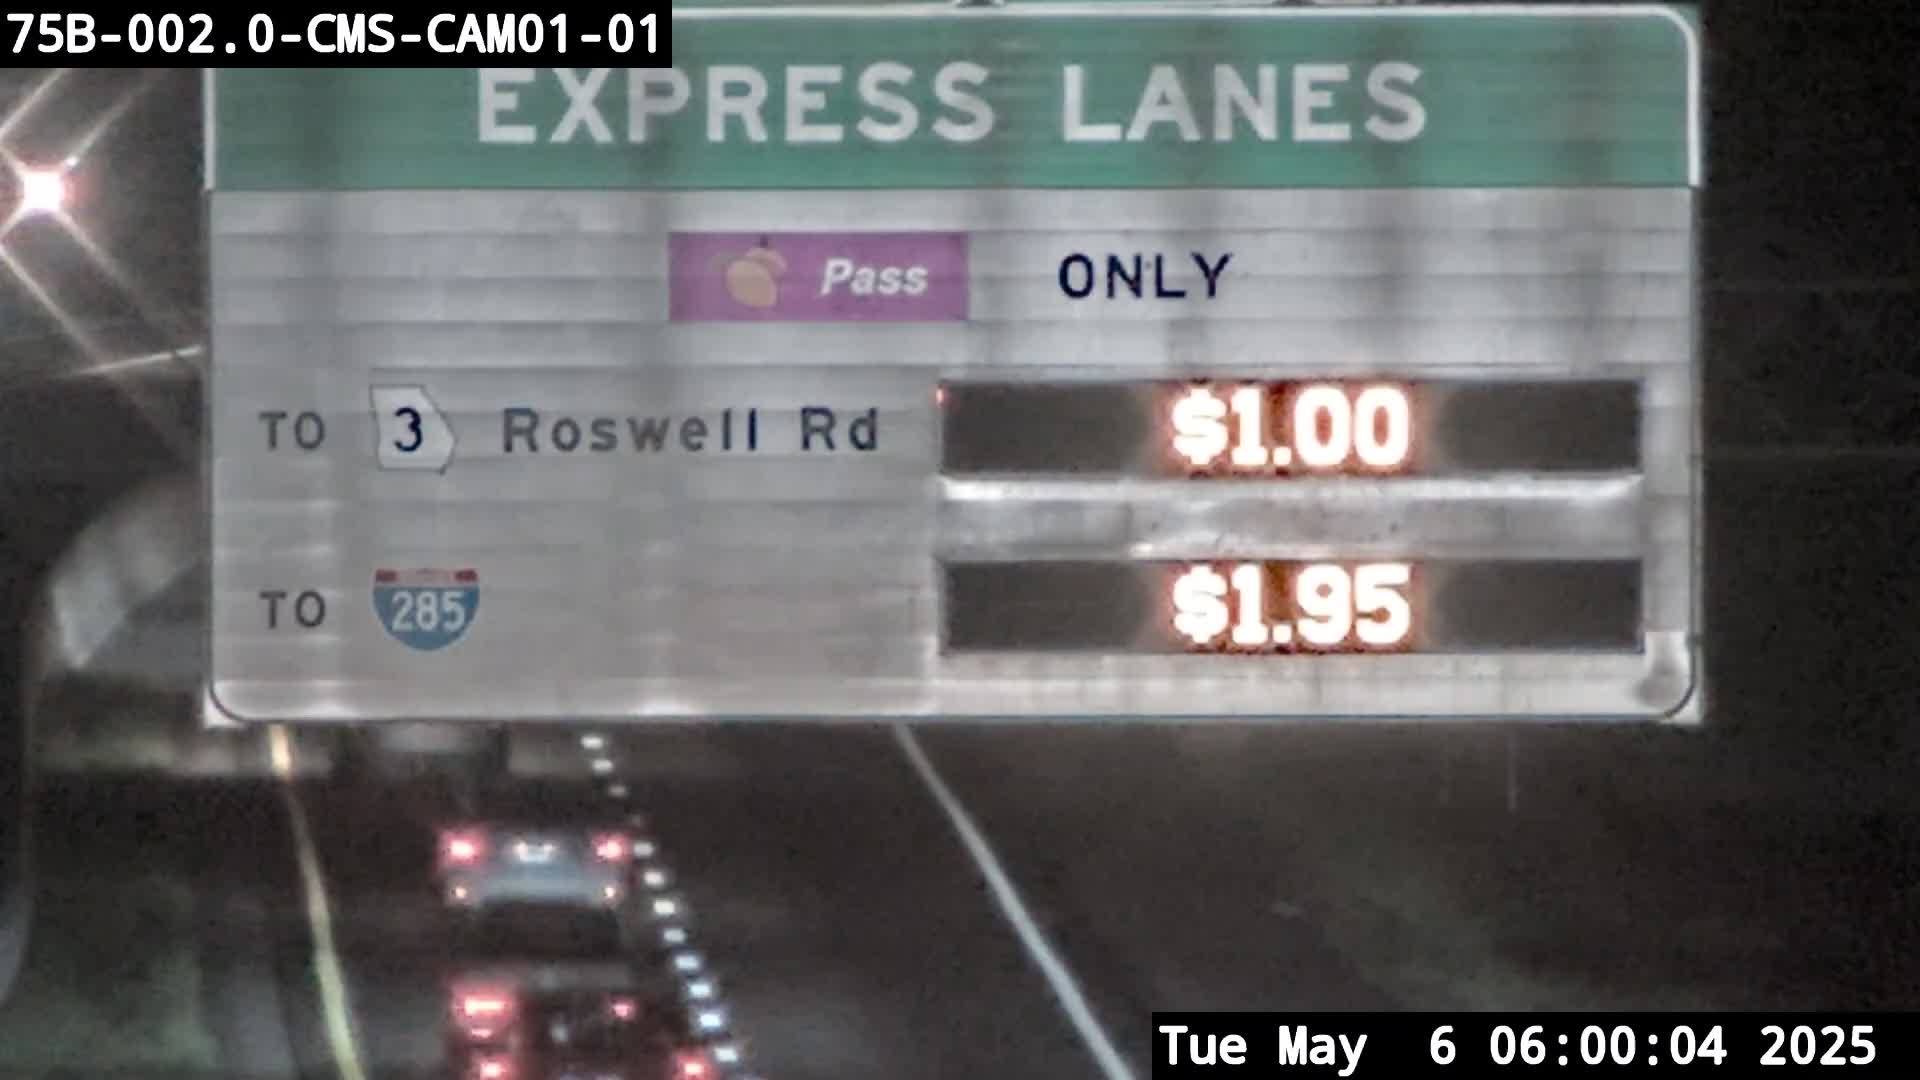 75B-002.0-CMS-CAM01-01
EXPRESS LANES
Pass ONLY
TO 3 Roswell Rd $1.00
TO 285 $1.95
Tue May 6 06:00:04 2025